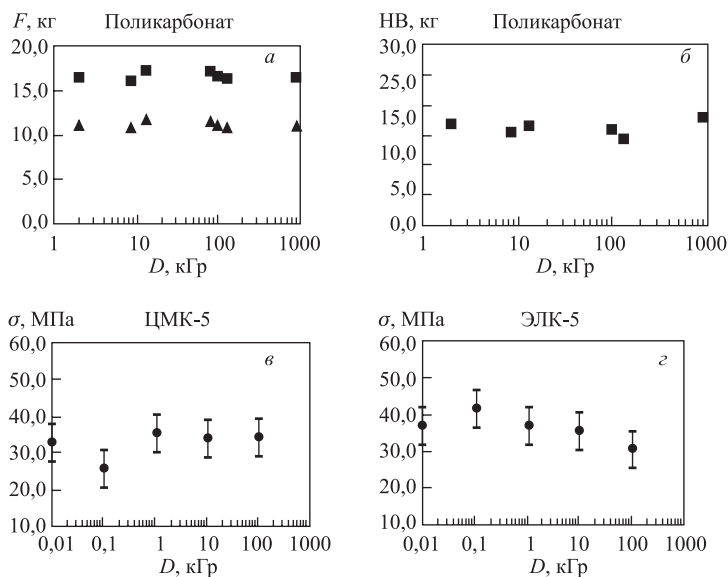 F, кг Поликарбонат
20,0 а
15,0
10,0
5,0
0,0
1 10 100 1000
D, кГр
НВ, кг Поликарбонат
30,0 б
25,0
20,0
15,0
10,0
5,0
0,0
1 10 100 1000
D, кГр
σ, МПа ЦМК-5
60,0 в
50,0
40,0
30,0
20,0
10,0
0,01 0,1 1 10 100 1000
D, кГр
σ, МПа ЭЛК-5
60,0 г
50,0
40,0
30,0
20,0
10,0
0,01 0,1 1 10 100 1000
D, кГр